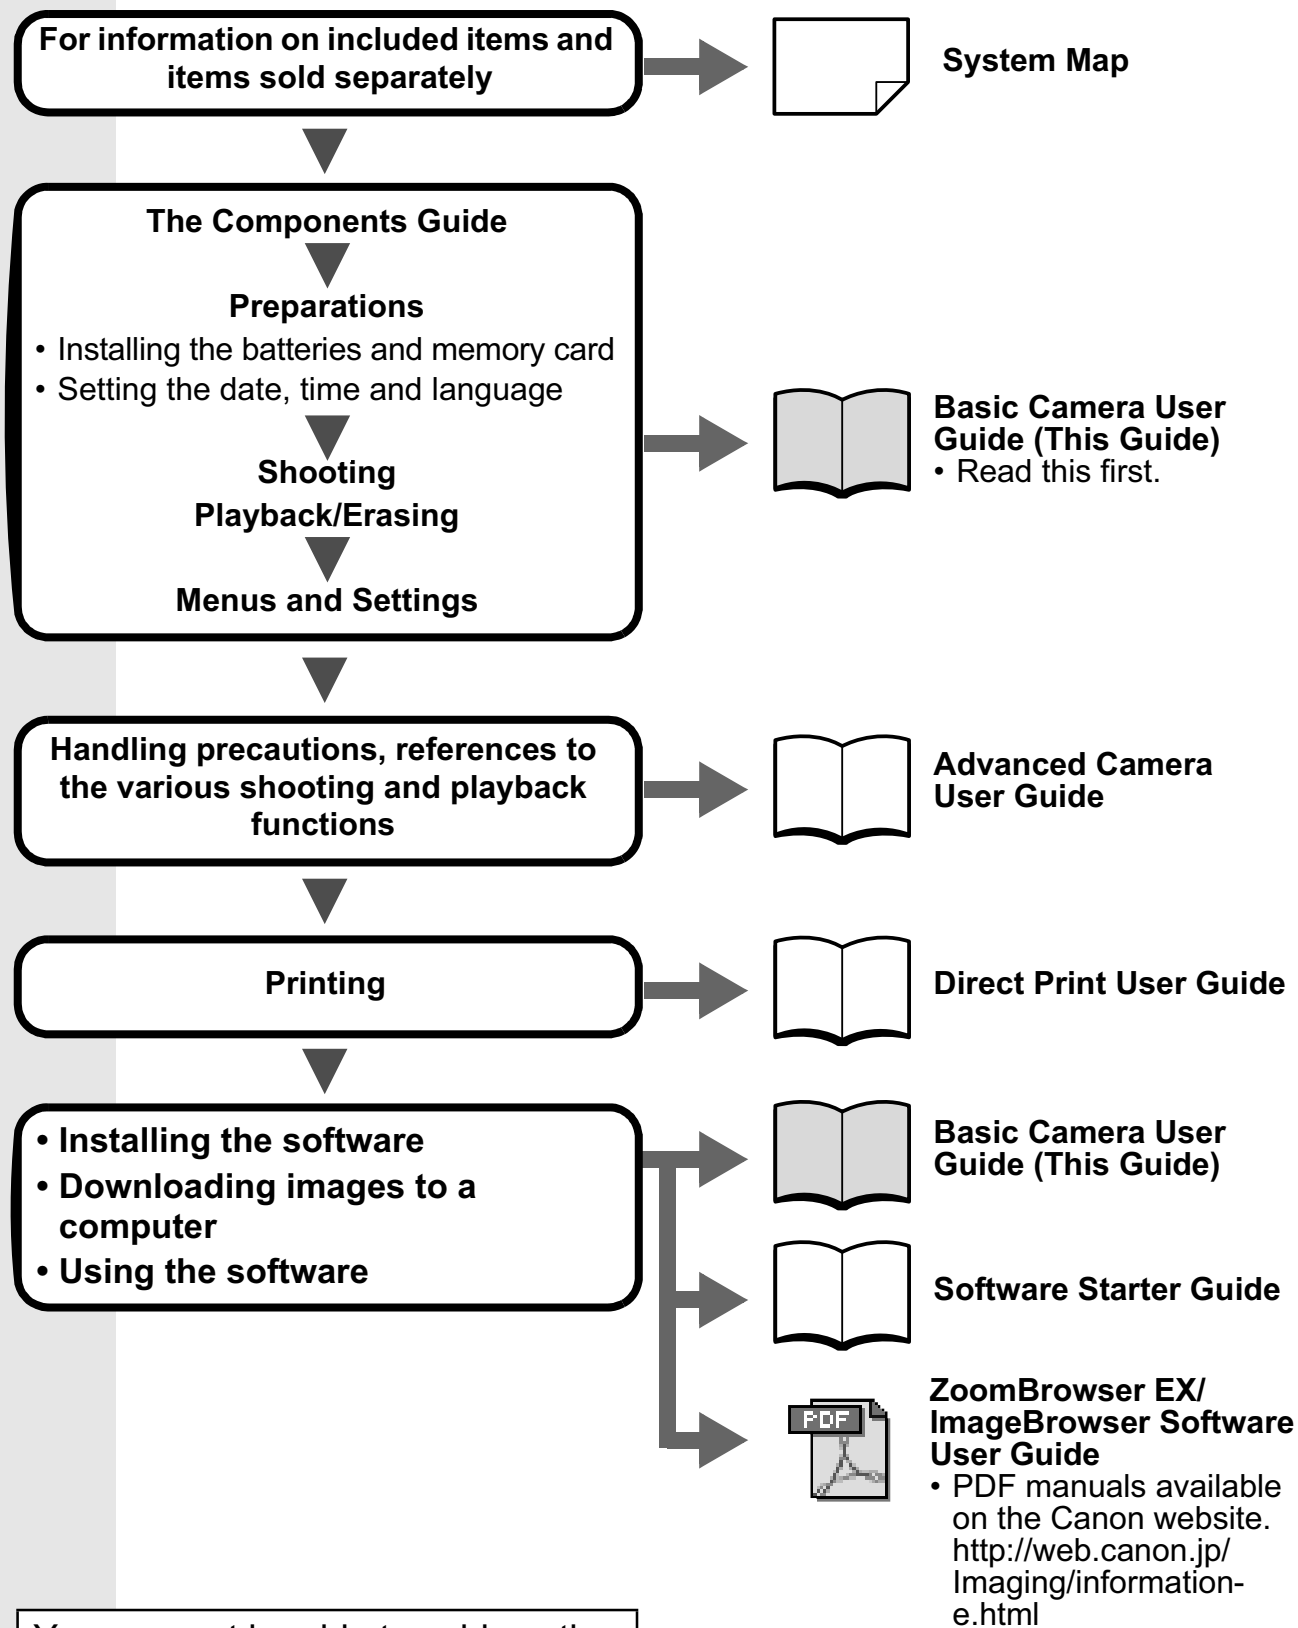 For information on included items and
items sold separately
System Map
The Components Guide
Preparations
• Installing the batteries and memory card
• Setting the date, time and language
Shooting
Playback/Erasing
Menus and Settings
Basic Camera User
Guide (This Guide)
• Read this first.
Handling precautions, references to
the various shooting and playback
functions
Advanced Camera
User Guide
Printing
Direct Print User Guide
• Installing the software
• Downloading images to a
computer
• Using the software
Basic Camera User
Guide (This Guide)
Software Starter Guide
PDF
ZoomBrowser EX/
ImageBrowser Software
User Guide
• PDF manuals available
on the Canon website.
http://web.canon.jp/
Imaging/information-
e.html